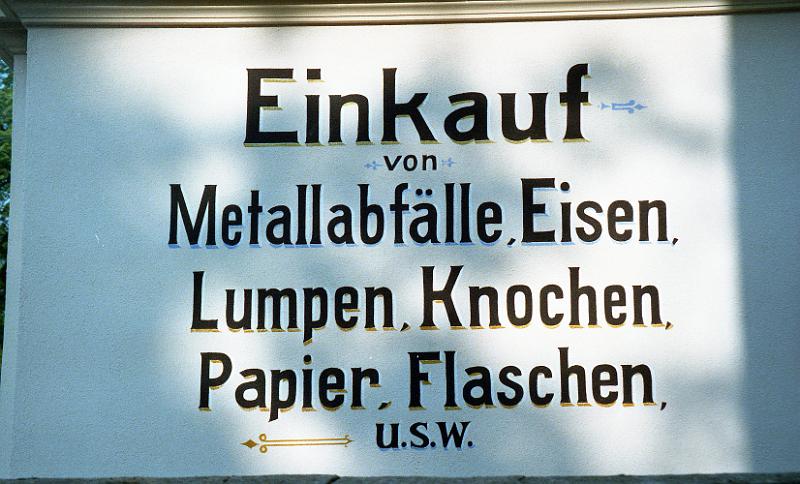 Einkauf
von
Metallabfälle, Eisen,
Lumpen, Knochen,
Papier, Flaschen,
u.s.w.